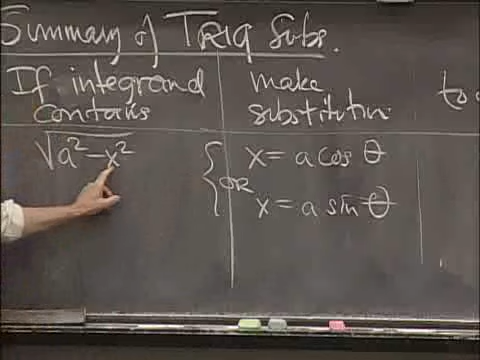 Summary of Trig Subs.
If integrand contains
make substitution
to
√a² - x²
x = a cos θ
OR
x = a sin θ